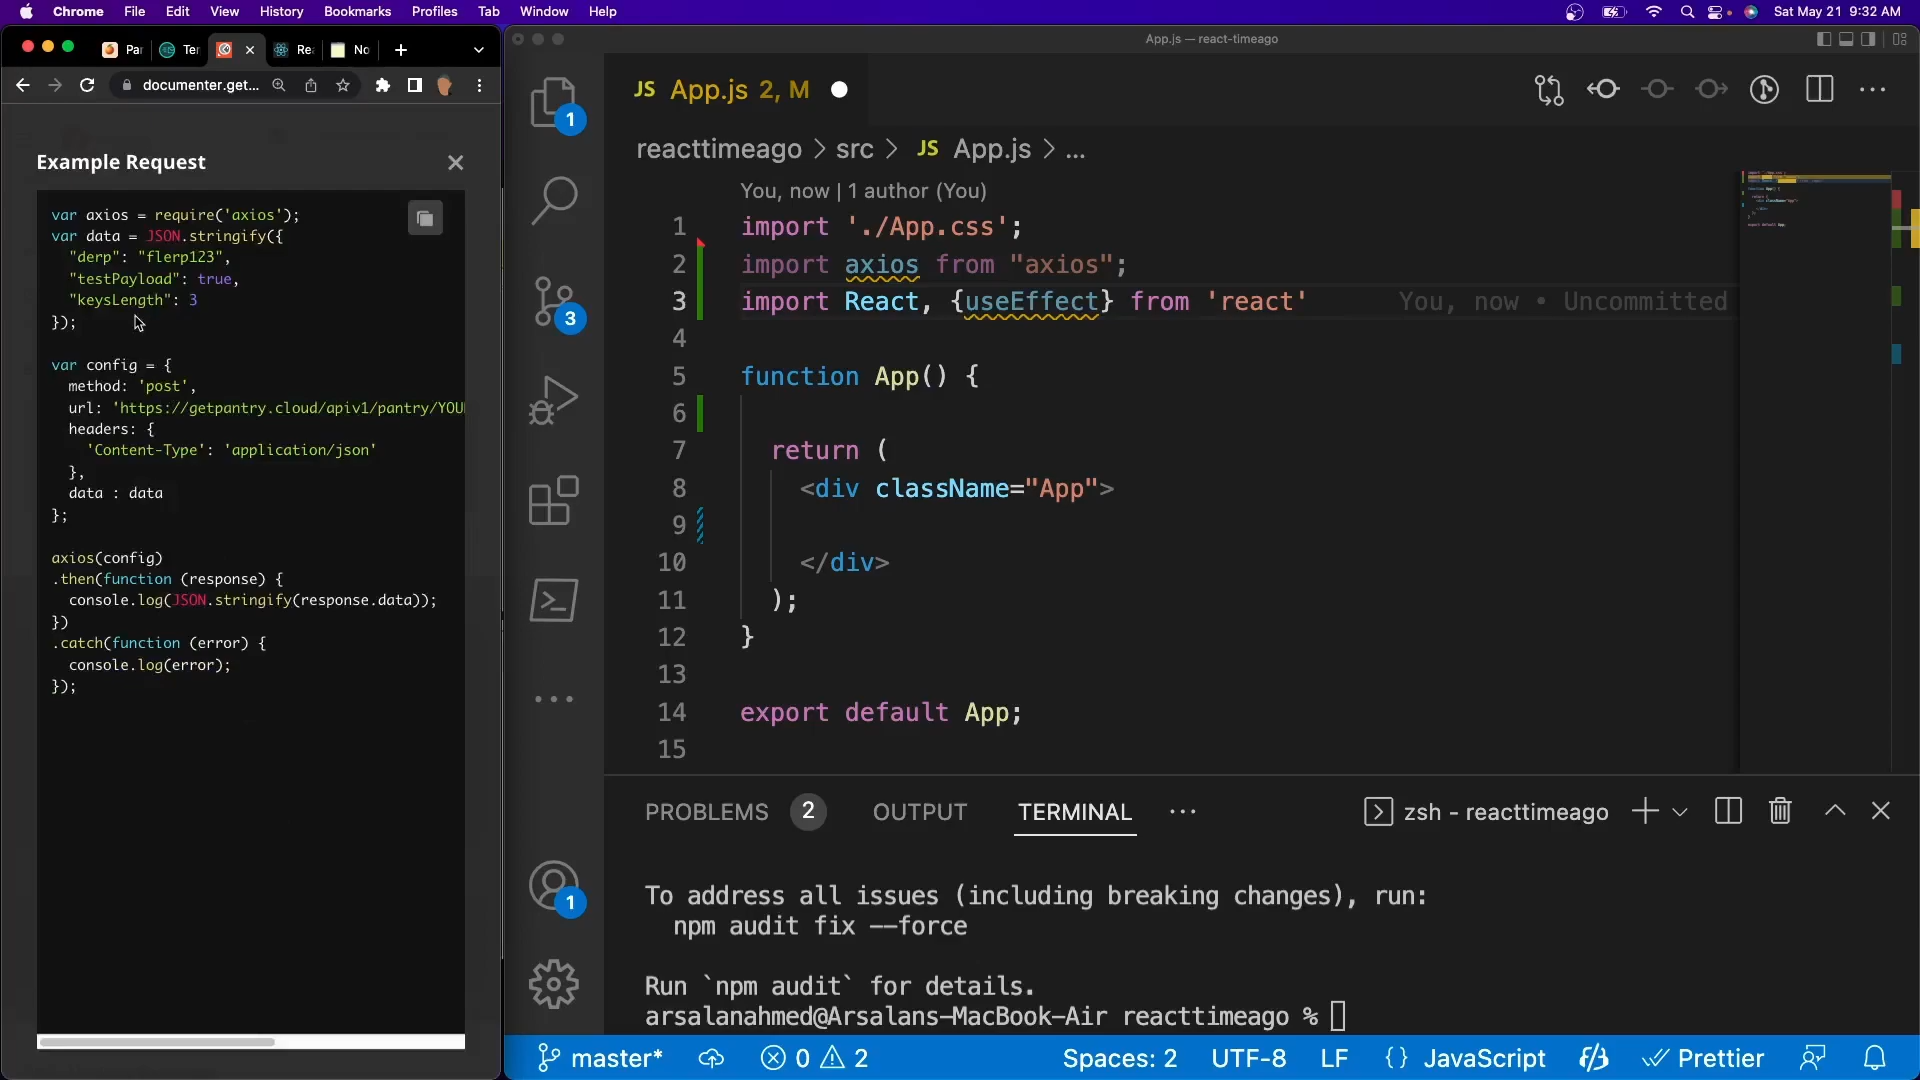 Chrome File Edit View History Bookmarks Profiles Tab Window Help
Sat May 21 9:32 AM
Pa
Ter
Re
No
documenter.get...
Example Request
var axios = require('axios');
var data = JSON.stringify({
"derp": "flerp123",
"testPayload": true,
"keysLength": 3
});
var config = {
method: 'post',
url: 'https://getpantry.cloud/apiv1/pantry/YOU
headers: {
'Content-Type': 'application/json'
},
data : data
};
axios(config)
.then(function (response) {
console.log(JSON.stringify(response.data));
})
.catch(function (error) {
console.log(error);
});
App.js — react-timeago
1
3
1
JS App.js 2, M
reacttimeago > src > JS App.js > ...
You, now | 1 author (You)
1 import './App.css';
2 import axios from "axios";
3 import React, {useEffect} from 'react' You, now • Uncommitted
4
5 function App() {
6
7 return (
8 <div className="App">
9
10 </div>
11 );
12 }
13
14 export default App;
15
PROBLEMS 2 OUTPUT TERMINAL ... zsh - reacttimeago
To address all issues (including breaking changes), run:
npm audit fix --force
Run `npm audit` for details.
arsalanahmed@Arsalans-MacBook-Air reacttimeago %
master* 0 2 Spaces: 2 UTF-8 LF {} JavaScript Prettier